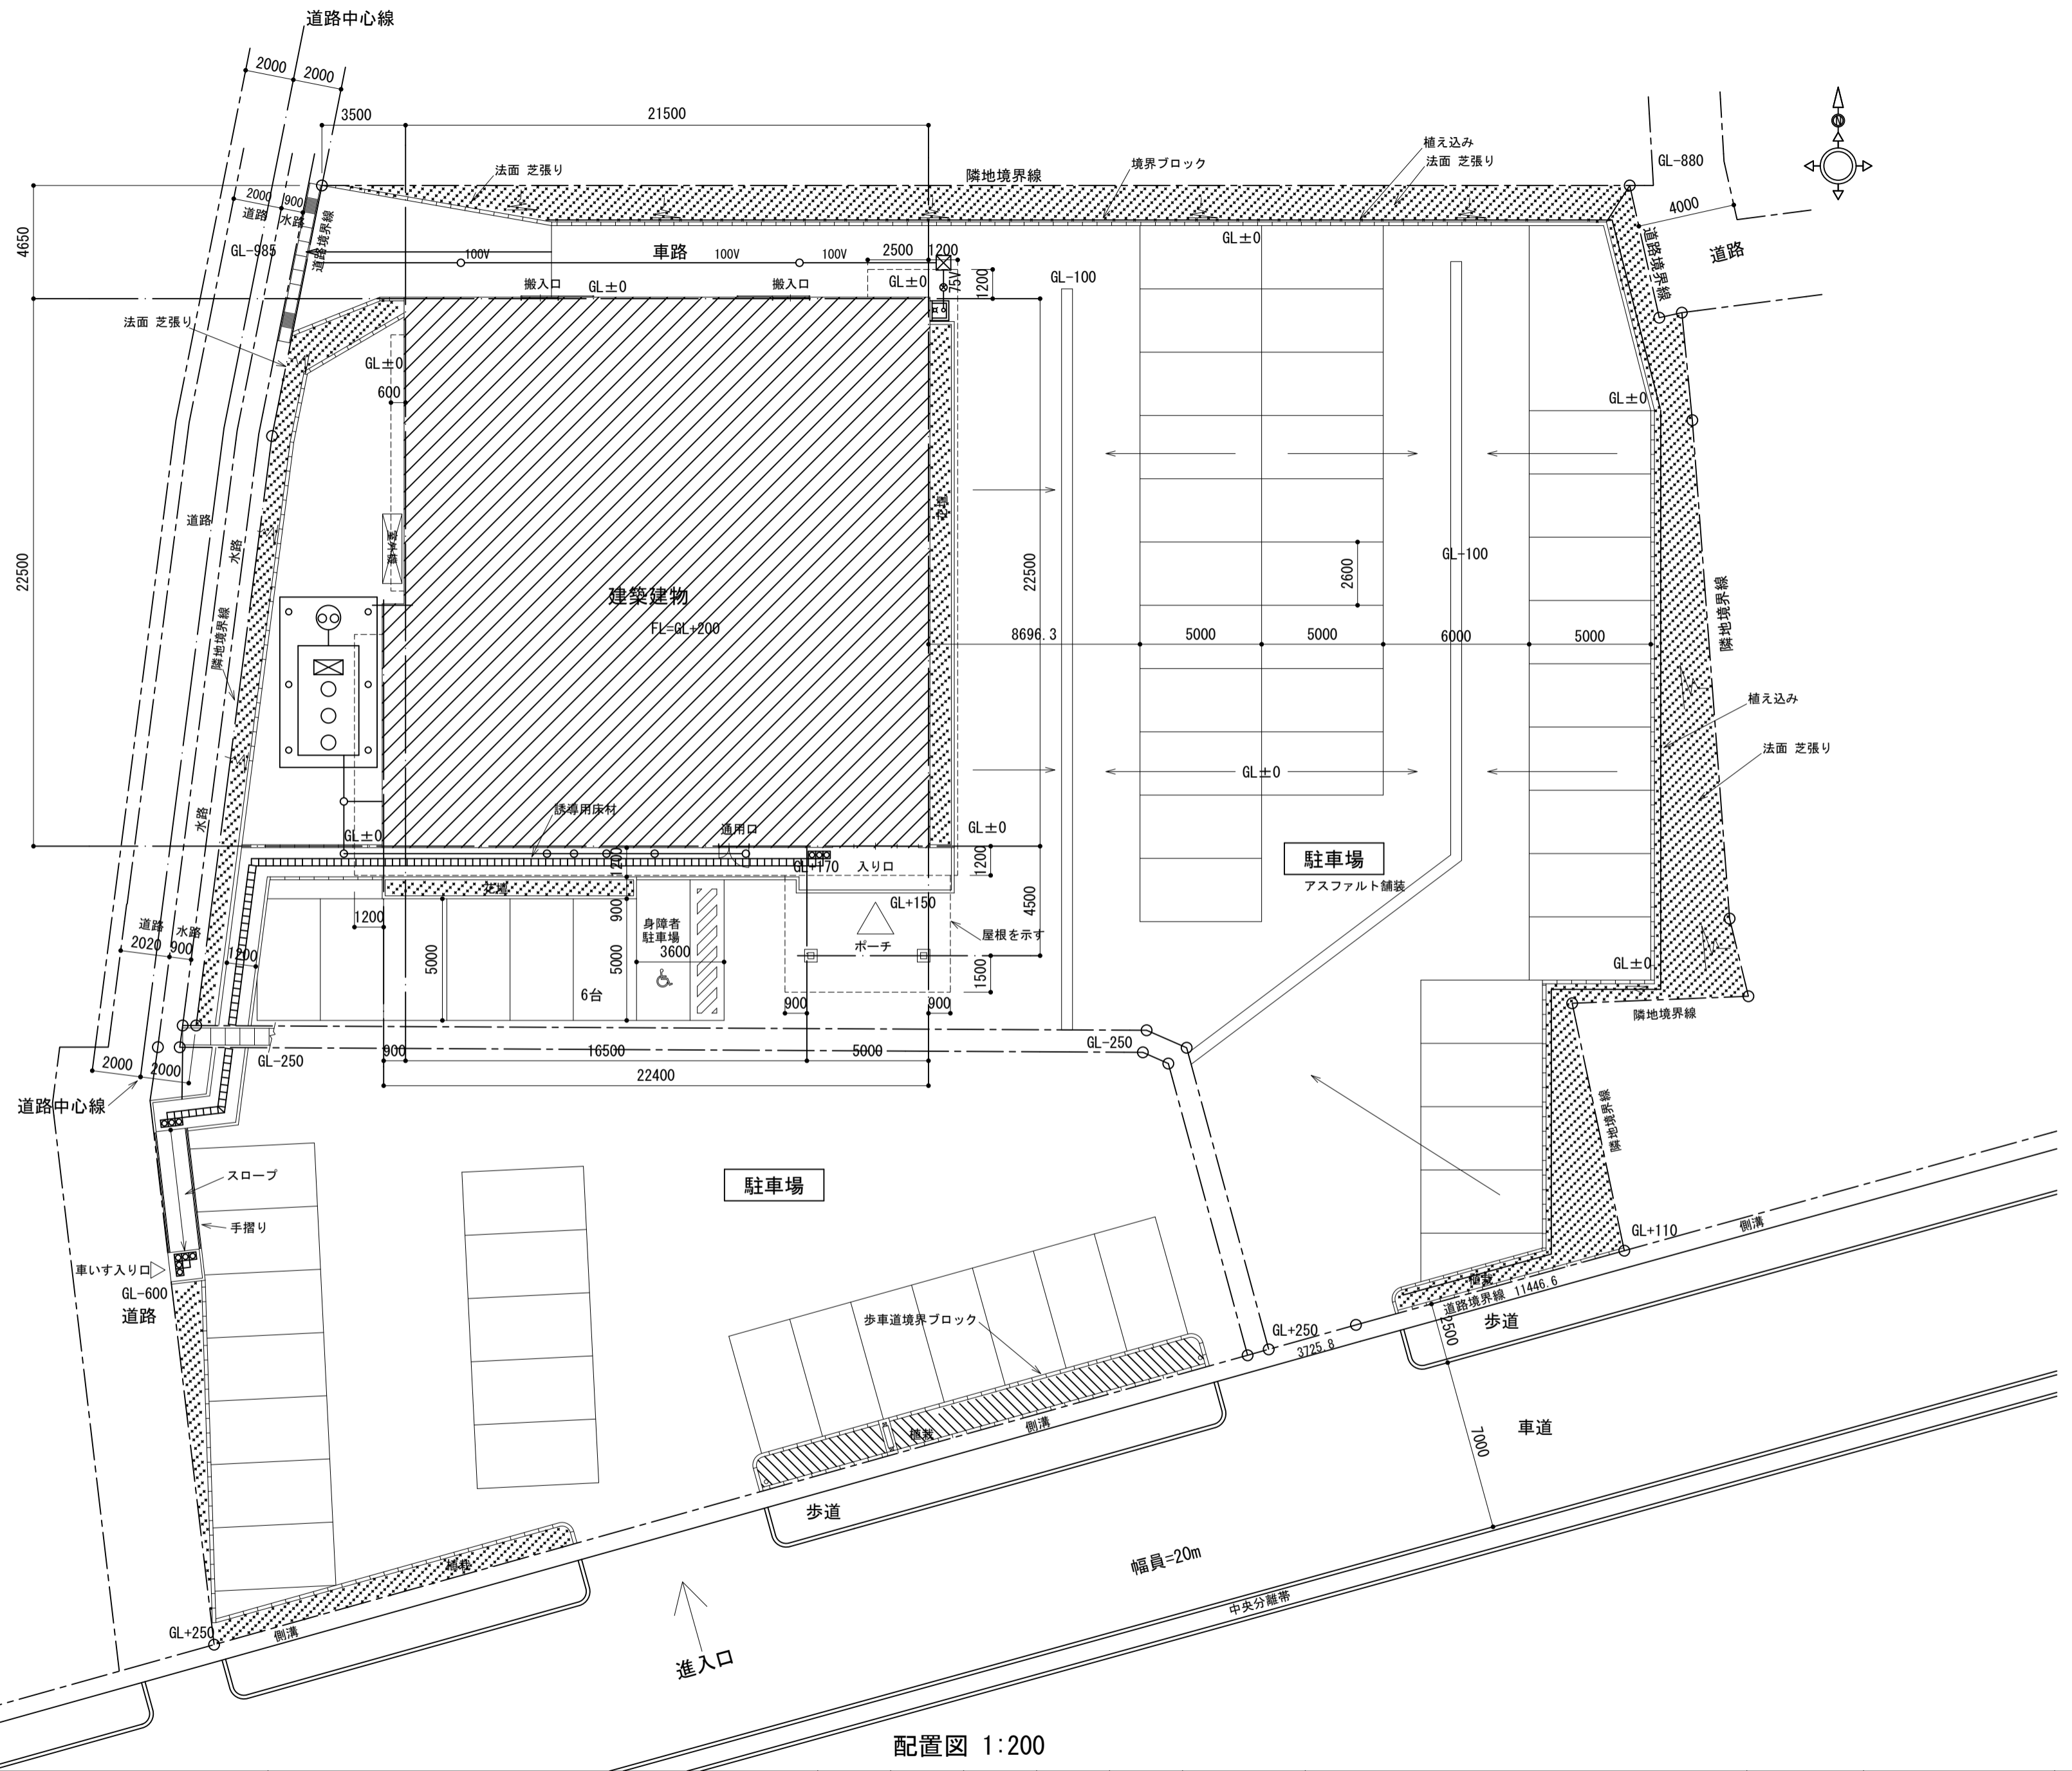 道路中心線
2000
2000
3500
21500
法面 芝張り
隣地境界線
境界ブロック
植え込み
法面 芝張り
GL-880
N
4000
道路
道路境界線
2000
900
道路
水路
道路境界線
GL-985
4650
100V
車路
100V
100V
2500
1200
75V
1200
GL±0
GL-100
搬入口
GL±0
搬入口
GL±0
法面 芝張り
GL±0
600
GL±0
花壇
道路
水路
室外機
22500
22500
2600
GL-100
建築建物
FL=GL+200
隣地境界線
隣地境界線
8696.3
5000
5000
6000
5000
植え込み
法面 芝張り
GL±0
水路
誘導用床材
通用口
GL±0
GL±0
1200
GL+170
入り口
1200
駐車場
アスファルト舗装
花壇
900
GL+150
4500
1200
身障者
駐車場
3600
ポーチ
屋根を示す
道路
水路
2020
900
1200
5000
5000
6台
1500
900
900
GL±0
隣地境界線
GL-250
900
16500
5000
GL-250
22400
2000
2000
道路中心線
隣地境界線
スロープ
手摺り
駐車場
車いす入り口
GL-600
道路
GL+110
側溝
植栽
道路境界線 11446.6
歩道
2500
歩車道境界ブロック
GL+250
3725.8
側溝
植栽
車道
7000
歩道
幅員=20m
中央分離帯
植栽
側溝
GL+250
進入口
配置図 1:200